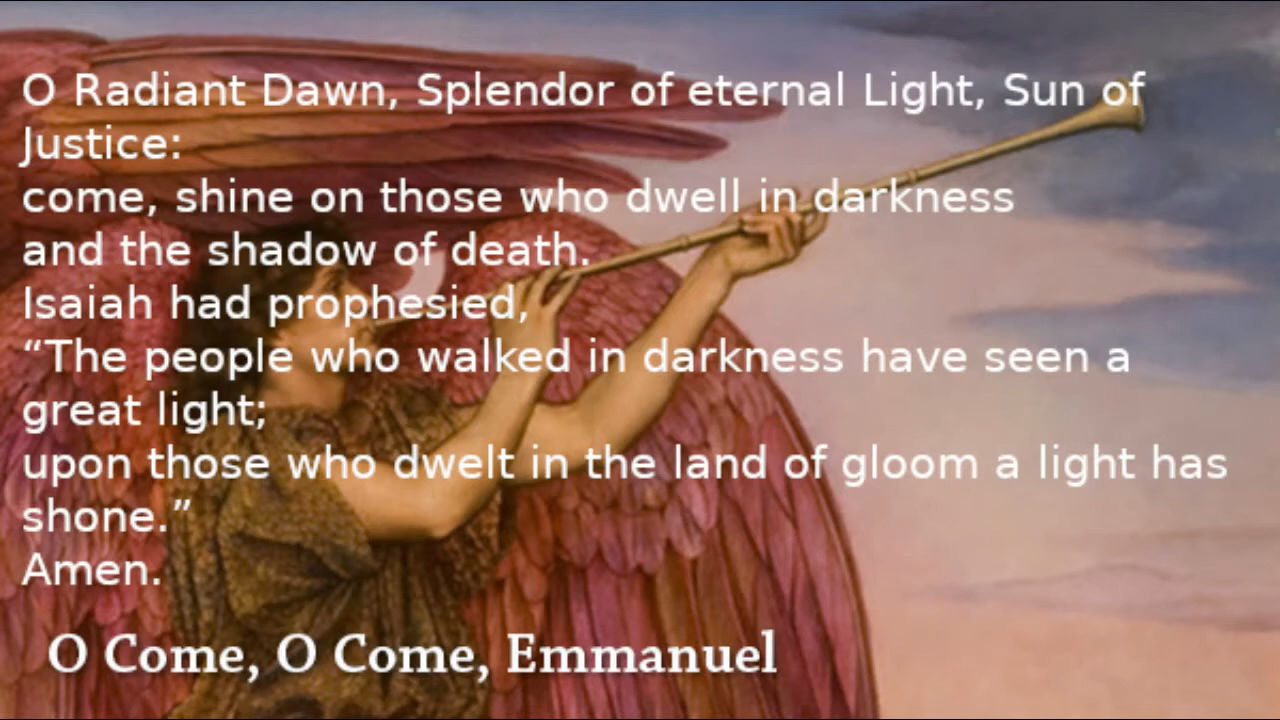 O Radiant Dawn, Splendor of eternal Light, Sun of
Justice:
come, shine on those who dwell in darkness
and the shadow of death.
Isaiah had prophesied,
“The people who walked in darkness have seen a
great light;
upon those who dwelt in the land of gloom a light has
shone.”
Amen.
O Come, O Come, Emmanuel